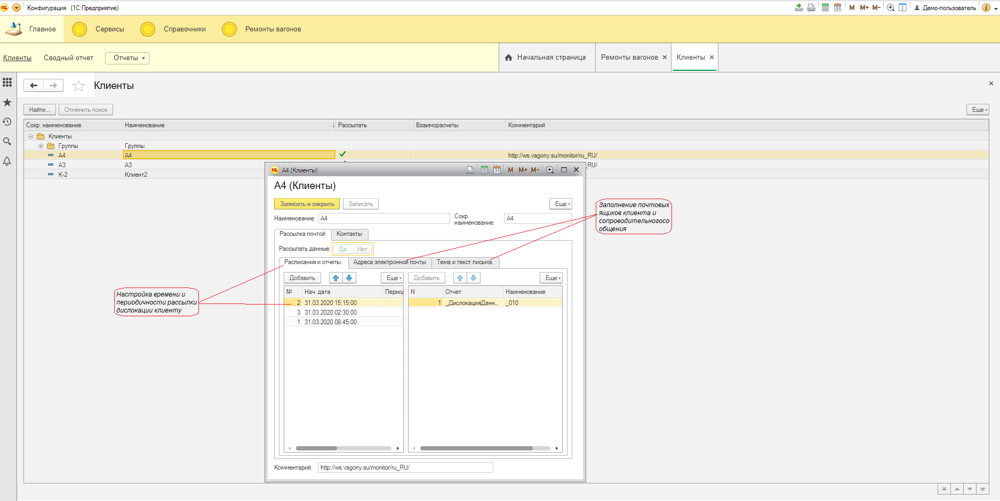 Конфигурация (1С:Предприятие)
M M+ M- Демо-пользователь
Главное Сервисы Справочники Ремонты вагонов
Клиенты Сводный отчет Отчеты
Начальная страница Ремонты вагонов Клиенты
Клиенты
Найти... Отменить поиск Еще
Сокр. наименование Наименование Рассылать Взаиморасчеты Комментарий
Клиенты
Группы Группы
А4 А4 http://ws.vagony.su/monitor/ru_RU/
А3 А3 _RU/
К-2 Клиент2
А4 (Клиенты) 31 M M+ M-
А4 (Клиенты)
Записать и закрыть Записать Еще
Наименование: А4 Сокр. наименование: А4
Рассылка почтой Контакты
Рассылать данные: Да Нет
Расписания и отчеты. Адреса электронной почты Тема и текст письма.
Добавить Еще Добавить Еще
№ Нач. дата Период N Отчет Наименование
2 31.03.2020 15:15:00 1 _ДислокацияДанн... _010
3 31.03.2020 02:30:00
1 31.03.2020 08:45:00
Комментарий: http://ws.vagony.su/monitor/ru_RU/
Заполнение почтовых
ящиков клиента и
сопроводительногосо
общения
Настройка времени и
периодичности рассылки
дислокации клиенту